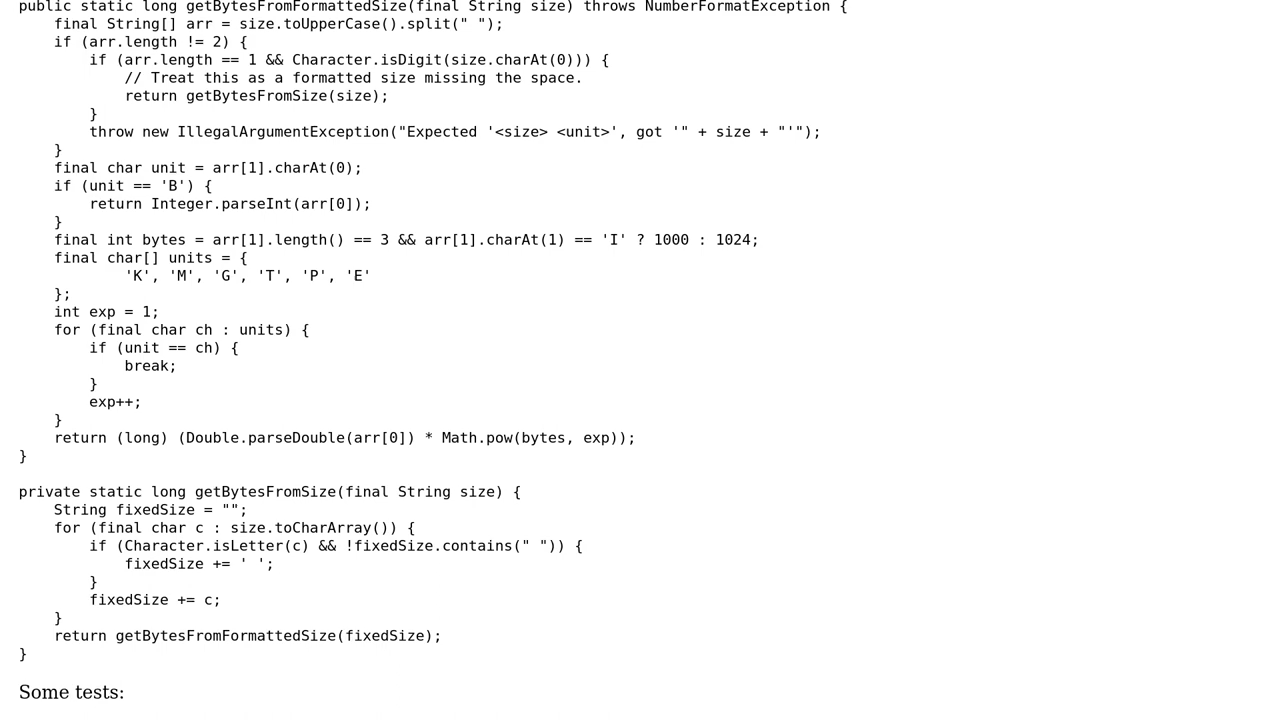 public static long getBytesFromFormattedSize(final String size) throws NumberFormatException {
    final String[] arr = size.toUpperCase().split(" ");
    if (arr.length != 2) {
        if (arr.length == 1 && Character.isDigit(size.charAt(0))) {
            // Treat this as a formatted size missing the space.
            return getBytesFromSize(size);
        }
        throw new IllegalArgumentException("Expected '<size> <unit>', got '" + size + "'");
    }
    final char unit = arr[1].charAt(0);
    if (unit == 'B') {
        return Integer.parseInt(arr[0]);
    }
    final int bytes = arr[1].length() == 3 && arr[1].charAt(1) == 'I' ? 1000 : 1024;
    final char[] units = {
            'K', 'M', 'G', 'T', 'P', 'E'
    };
    int exp = 1;
    for (final char ch : units) {
        if (unit == ch) {
            break;
        }
        exp++;
    }
    return (long) (Double.parseDouble(arr[0]) * Math.pow(bytes, exp));
}

private static long getBytesFromSize(final String size) {
    String fixedSize = "";
    for (final char c : size.toCharArray()) {
        if (Character.isLetter(c) && !fixedSize.contains(" ")) {
            fixedSize += ' ';
        }
        fixedSize += c;
    }
    return getBytesFromFormattedSize(fixedSize);
}

Some tests: